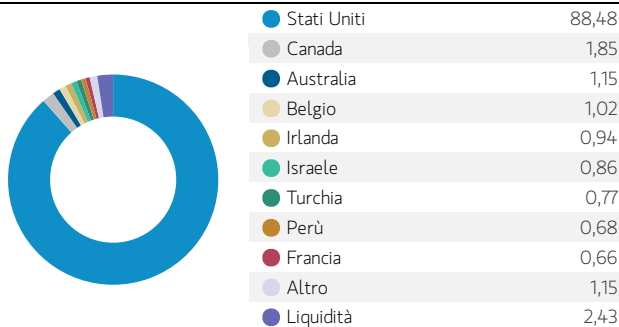 Stati Uniti 88,48
Canada 1,85
Australia 1,15
Belgio 1,02
Irlanda 0,94
Israele 0,86
Turchia 0,77
Perù 0,68
Francia 0,66
Altro 1,15
Liquidità 2,43